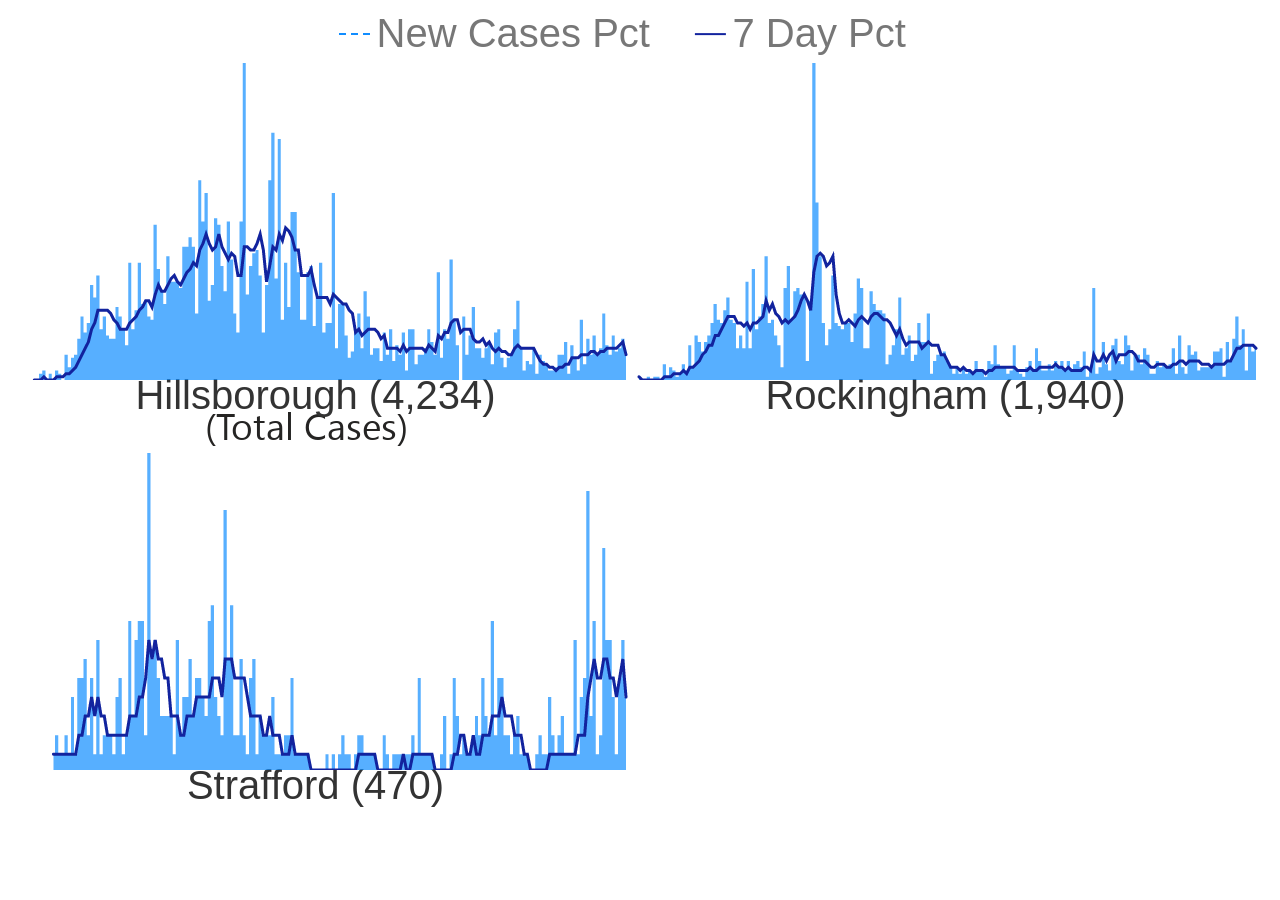 New Cases Pct 7 Day Pct
Hillsborough (4,234)
(Total Cases)
Rockingham (1,940)
Strafford (470)